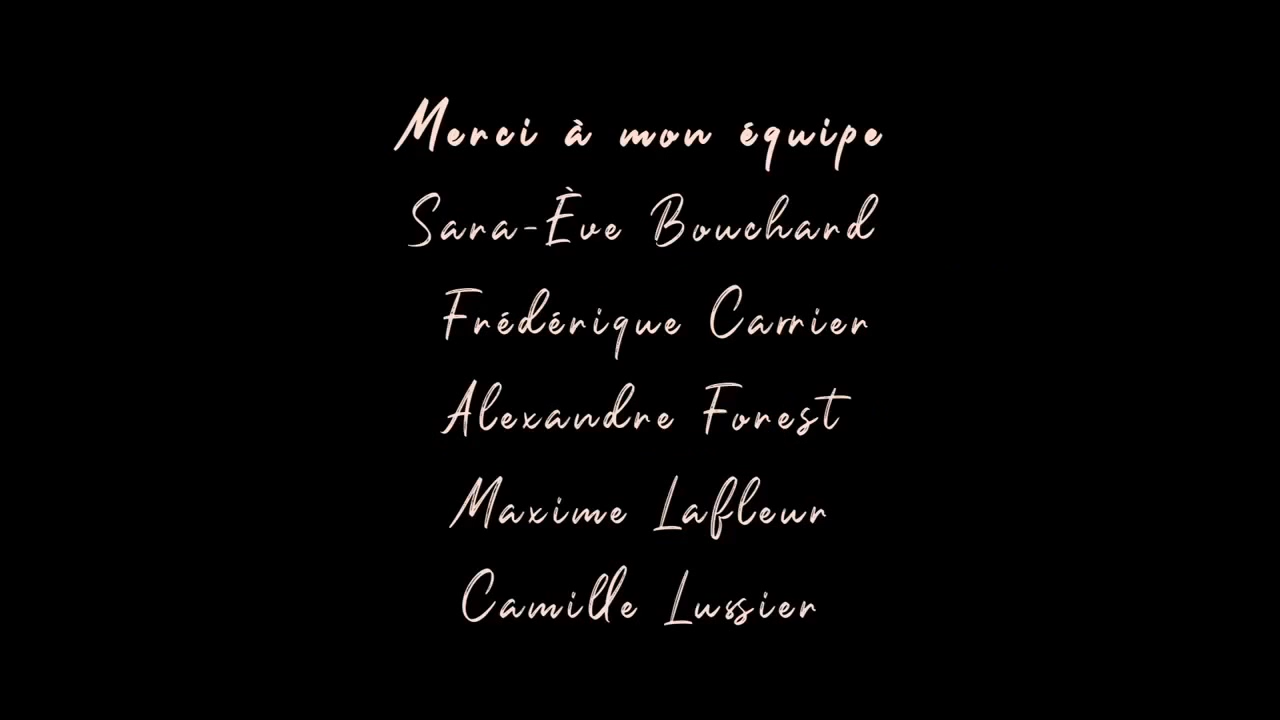 Merci à mon équipe
Sara-Ève Bouchard
Frédérique Carrier
Alexandre Forest
Maxime Lafleur
Camille Lussier